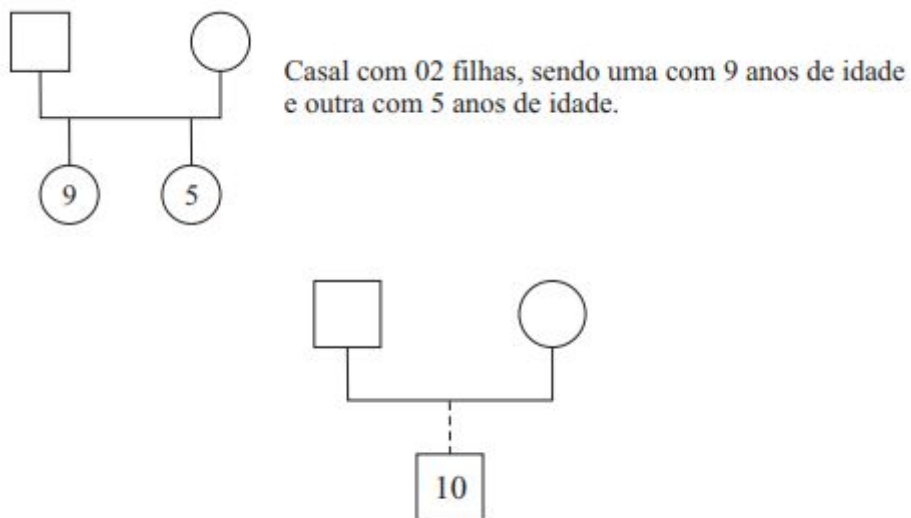 Casal com 02 filhas, sendo uma com 9 anos de idade
e outra com 5 anos de idade.
9
5
10